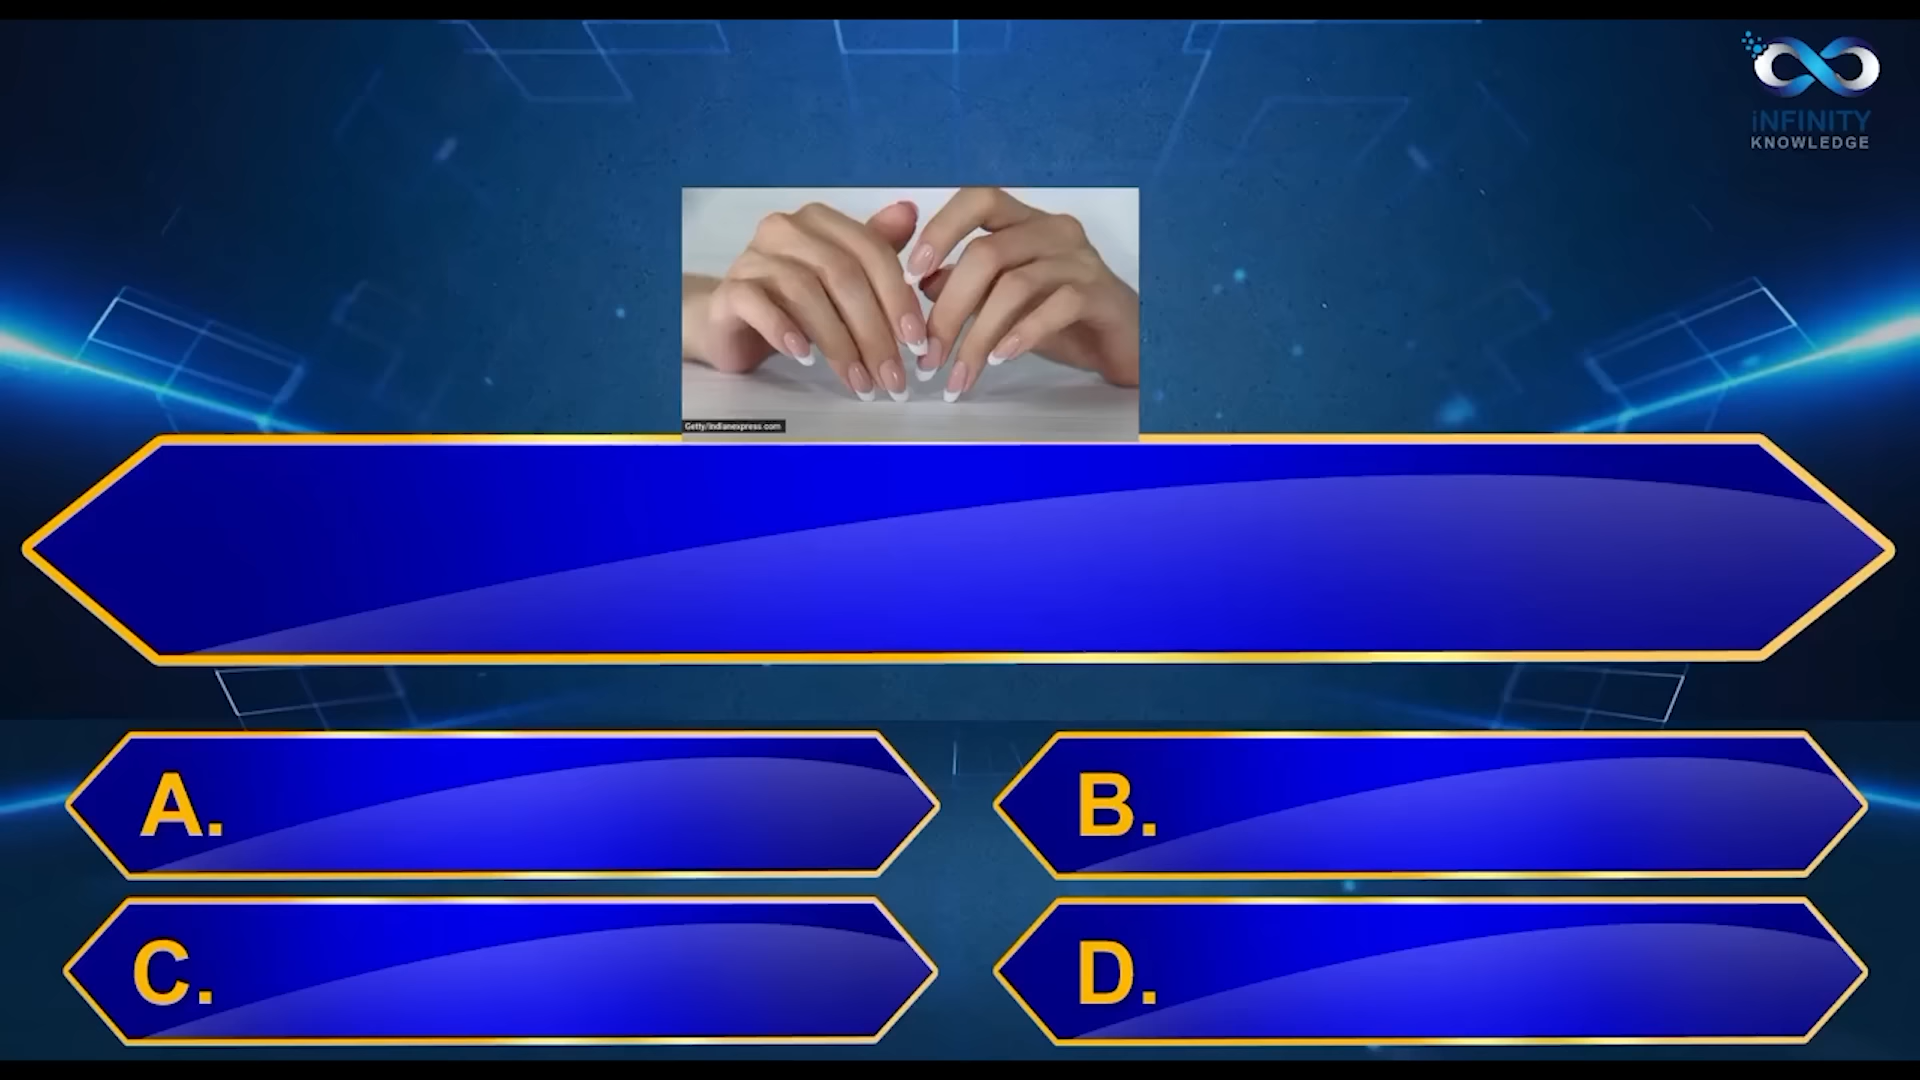 iNFINITY
KNOWLEDGE
Getty/indianexpress.com
A.
B.
C.
D.